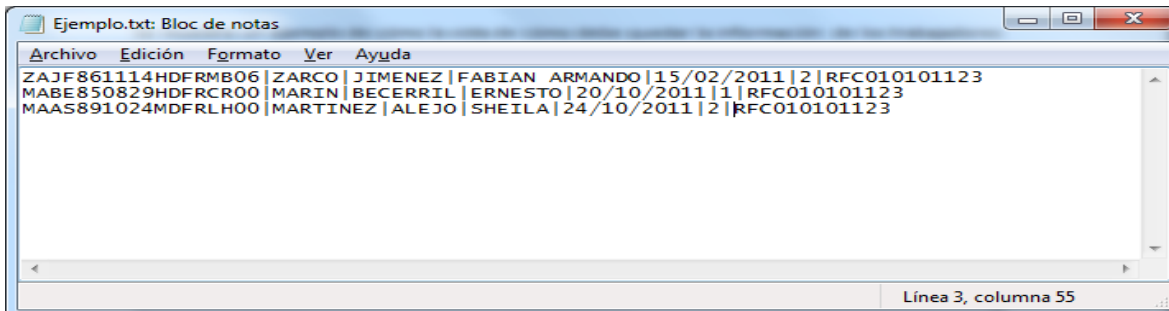 Ejemplo.txt: Bloc de notas
Archivo Edición Formato Ver Ayuda
ZAJF861114HDFRMB06|ZARCO|JIMENEZ|FABIAN ARMANDO|15/02/2011|2|RFC010101123
MABE850829HDFRCR00|MARIN|BECERRIL|ERNESTO|20/10/2011|1|RFC010101123
MAAS891024MDFRLH00|MARTINEZ|ALEJO|SHEILA|24/10/2011|2|RFC010101123
Línea 3, columna 55